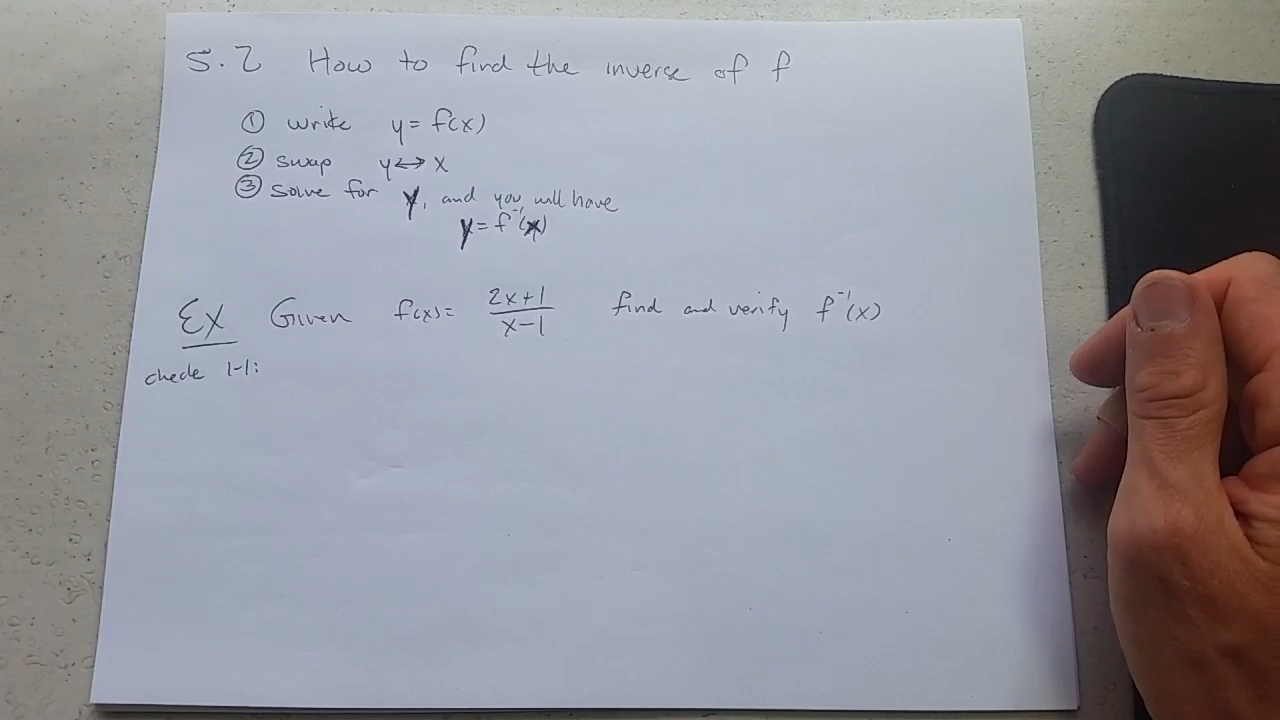 5.2 How to find the inverse of f
① write y = f(x)
② swap y ↔ x
③ solve for y, and you will have
y = f⁻¹(x)
Ex Given f(x) = (2x+1)/(x-1) find and verify f⁻¹(x)
check 1-1: